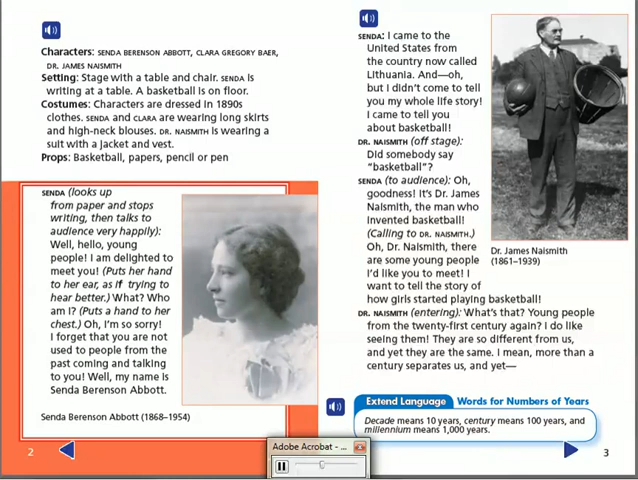 Characters: SENDA BERENSON ABBOTT, CLARA GREGORY BAER,
DR. JAMES NAISMITH
Setting: Stage with a table and chair. SENDA is
writing at a table. A basketball is on floor.
Costumes: Characters are dressed in 1890s
clothes. SENDA and CLARA are wearing long skirts
and high-neck blouses. DR. NAISMITH is wearing a
suit with a jacket and vest.
Props: Basketball, papers, pencil or pen
SENDA (looks up
from paper and stops
writing, then talks to
audience very happily):
Well, hello, young
people! I am delighted to
meet you! (Puts her hand
to her ear, as if trying to
hear better.) What? Who
am I? (Puts a hand to her
chest.) Oh, I'm so sorry!
I forget that you are not
used to people from the
past coming and talking
to you! Well, my name is
Senda Berenson Abbott.
Senda Berenson Abbott (1868–1954)
2
SENDA: I came to the
United States from
the country now called
Lithuania. And—oh,
but I didn't come to tell
you my whole life story!
I came to tell you
about basketball!
DR. NAISMITH (off stage):
Did somebody say
"basketball"?
SENDA (to audience): Oh,
goodness! It's Dr. James
Naismith, the man who
invented basketball!
(Calling to DR. NAISMITH.)
Oh, Dr. Naismith, there
are some young people
I'd like you to meet! I
want to tell the story of
how girls started playing basketball!
Dr. James Naismith
(1861–1939)
DR. NAISMITH (entering): What's that? Young people
from the twenty-first century again? I do like
seeing them! They are so different from us,
and yet they are the same. I mean, more than a
century separates us, and yet—
Extend Language Words for Numbers of Years
Decade means 10 years, century means 100 years, and
millennium means 1,000 years.
3
Adobe Acrobat - ...